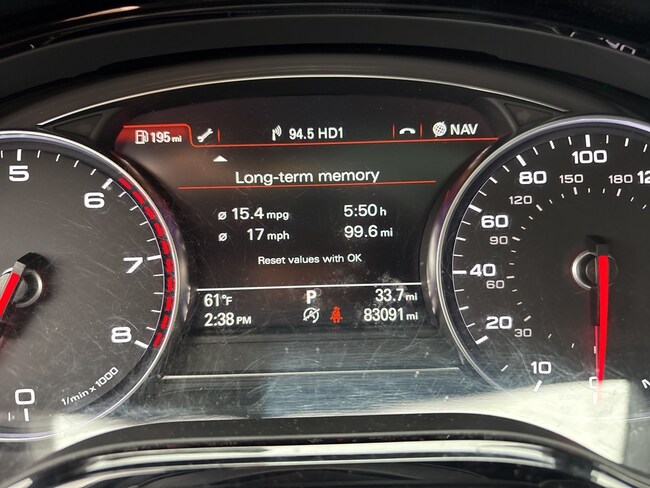 195 mi
94.5 HD1
NAV
Long-term memory
ø 15.4 mpg 5:50 h
ø 17 mph 99.6 mi
Reset values with OK
61°F P 33.7 mi
2:38 PM 83091 mi
5
6
7
8
0
1/min x 1000
100
80
60
40
20
10
0
180
150
120
90
60
30